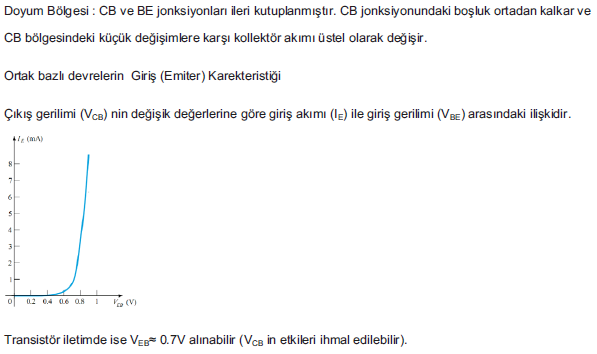 Doyum Bölgesi : CB ve BE jonksiyonları ileri kutuplanmıştır. CB jonksiyonundaki boşluk ortadan kalkar ve
CB bölgesindeki küçük değişimlere karşı kollektör akımı üstel olarak değişir.
Ortak bazlı devrelerin Giriş (Emiter) Karekteristiği
Çıkış gerilimi (VCB) nin değişik değerlerine göre giriş akımı (IE) ile giriş gerilimi (VBE) arasındaki ilişkidir.
IE (mA)
8
7
6
5
4
3
2
1
0 0.2 0.4 0.6 0.8 1 VEB (V)
Transistör iletimde ise VEB≈ 0.7V alınabilir (VCB in etkileri ihmal edilebilir).